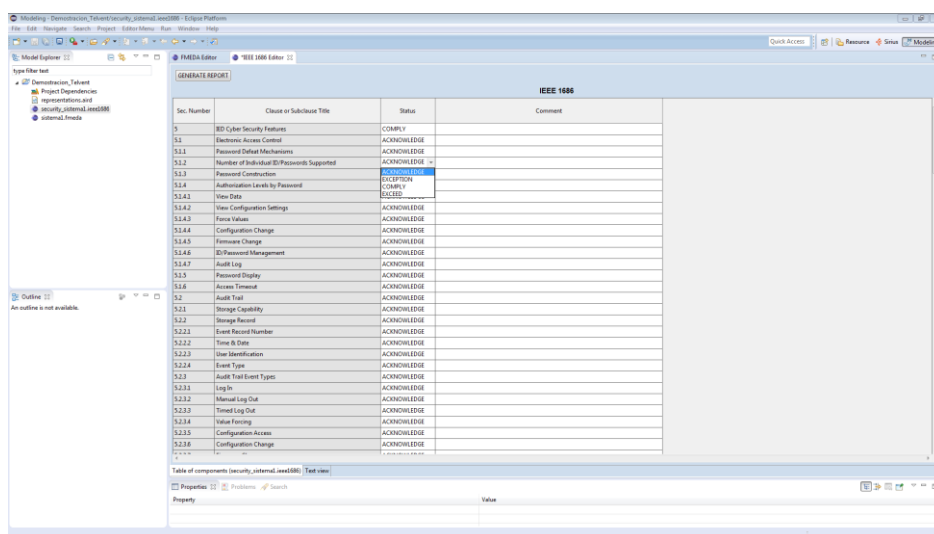 Modeling - Demostracion_Telvent/security_sistema1.ieee1686 - Eclipse Platform
File Edit Navigate Search Project Editor Menu Run Window Help
Quick Access Resource Sirius Modelin
Model Explorer
type filter text
Demostracion_Telvent
Project Dependencies
representations.aird
security_sistema1.ieee1686
sistema1.fmeda
Outline
An outline is not available.
FMEDA Editor *IEEE 1686 Editor
GENERATE REPORT
IEEE 1686
Sec. Number Clause or Subclause Title Status Comment
5 IED Cyber Security Features COMPLY
5.1 Electronic Access Control ACKNOWLEDGE
5.1.1 Password Defeat Mechanisms ACKNOWLEDGE
5.1.2 Number of Individual ID/Passwords Supported ACKNOWLEDGE
5.1.3 Password Construction ACKNOWLEDGE
EXCEPTION
5.1.4 Authorization Levels by Password COMPLY
EXCEED
5.1.4.1 View Data
5.1.4.2 View Configuration Settings ACKNOWLEDGE
5.1.4.3 Force Values ACKNOWLEDGE
5.1.4.4 Configuration Change ACKNOWLEDGE
5.1.4.5 Firmware Change ACKNOWLEDGE
5.1.4.6 ID/Password Management ACKNOWLEDGE
5.1.4.7 Audit Log ACKNOWLEDGE
5.1.5 Password Display ACKNOWLEDGE
5.1.6 Access Timeout ACKNOWLEDGE
5.2 Audit Trail ACKNOWLEDGE
5.2.1 Storage Capability ACKNOWLEDGE
5.2.2 Storage Record ACKNOWLEDGE
5.2.2.1 Event Record Number ACKNOWLEDGE
5.2.2.2 Time & Date ACKNOWLEDGE
5.2.2.3 User Identification ACKNOWLEDGE
5.2.2.4 Event Type ACKNOWLEDGE
5.2.3 Audit Trail Event Types ACKNOWLEDGE
5.2.3.1 Log In ACKNOWLEDGE
5.2.3.2 Manual Log Out ACKNOWLEDGE
5.2.3.3 Timed Log Out ACKNOWLEDGE
5.2.3.4 Value Forcing ACKNOWLEDGE
5.2.3.5 Configuration Access ACKNOWLEDGE
5.2.3.6 Configuration Change ACKNOWLEDGE
Table of components (security_sistema1.ieee1686) Text view
Properties Problems Search
Property Value